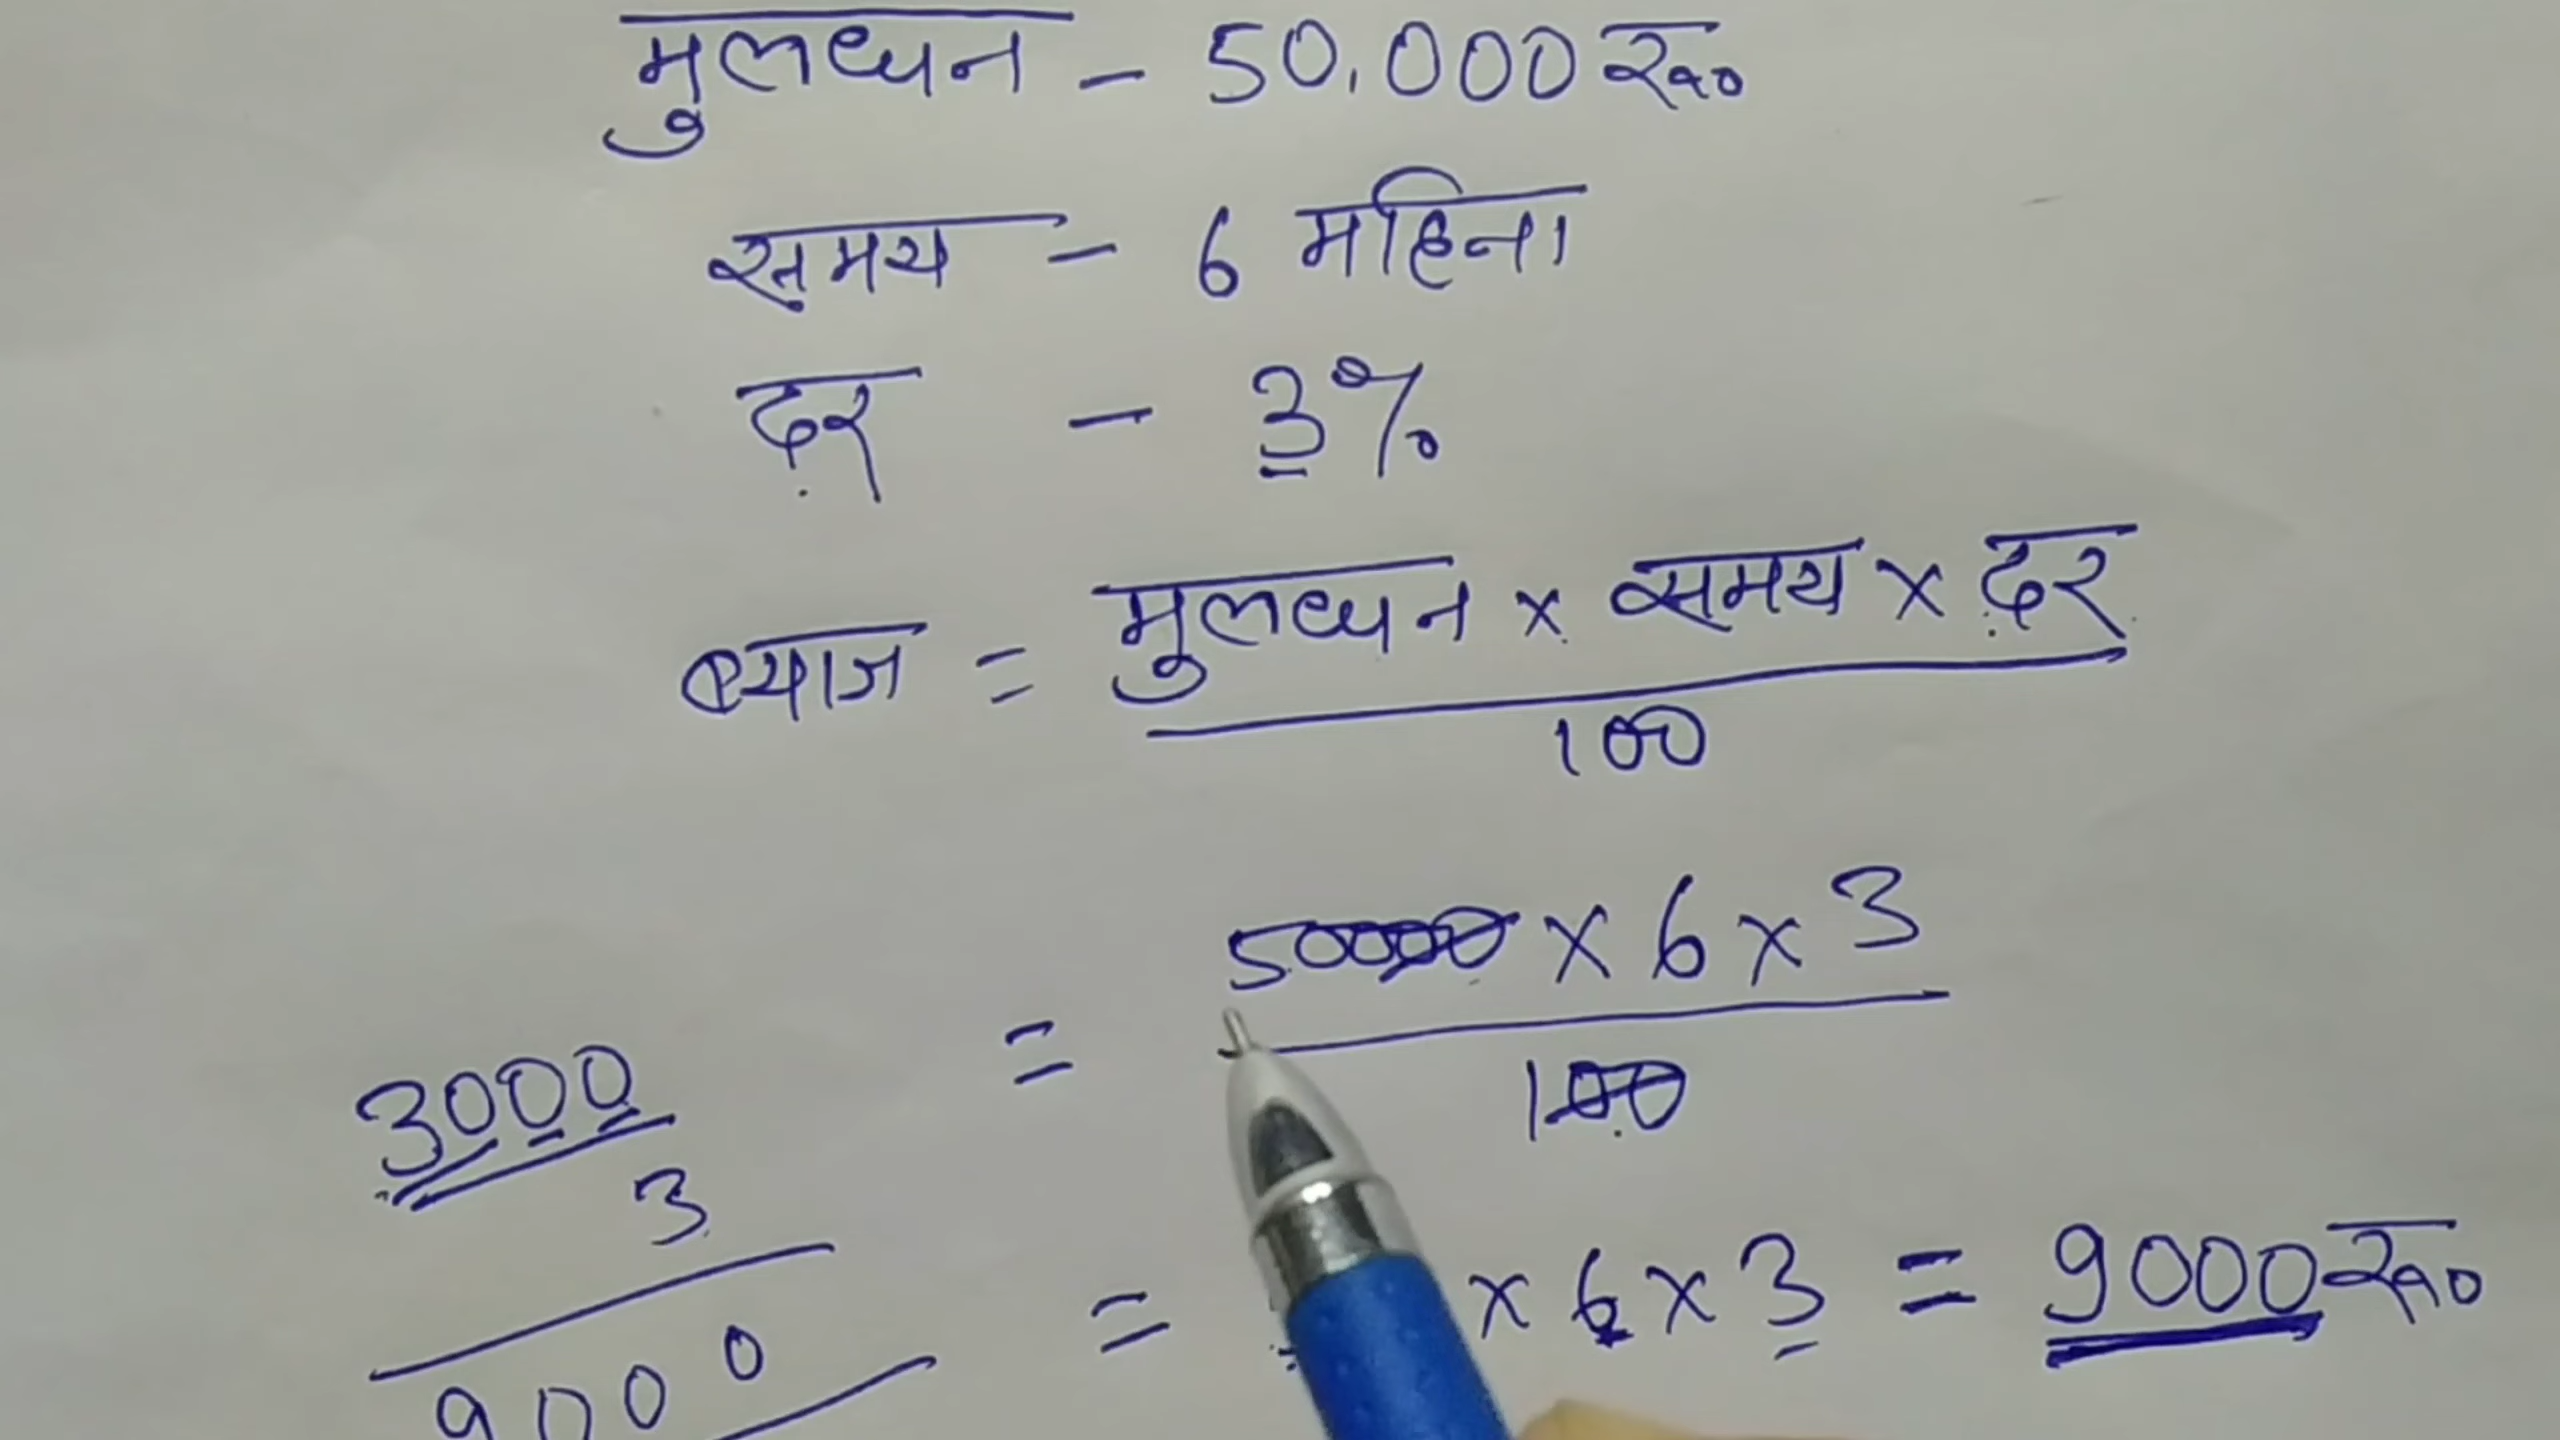 मुलधन - 50,000 रू०
समय - 6 महिना
दर - 3%
ब्याज = मुलधन × समय × दर
100
= 50000 × 6 × 3
100
3000
3
9000
= × 6 × 3 = 9000 रू०